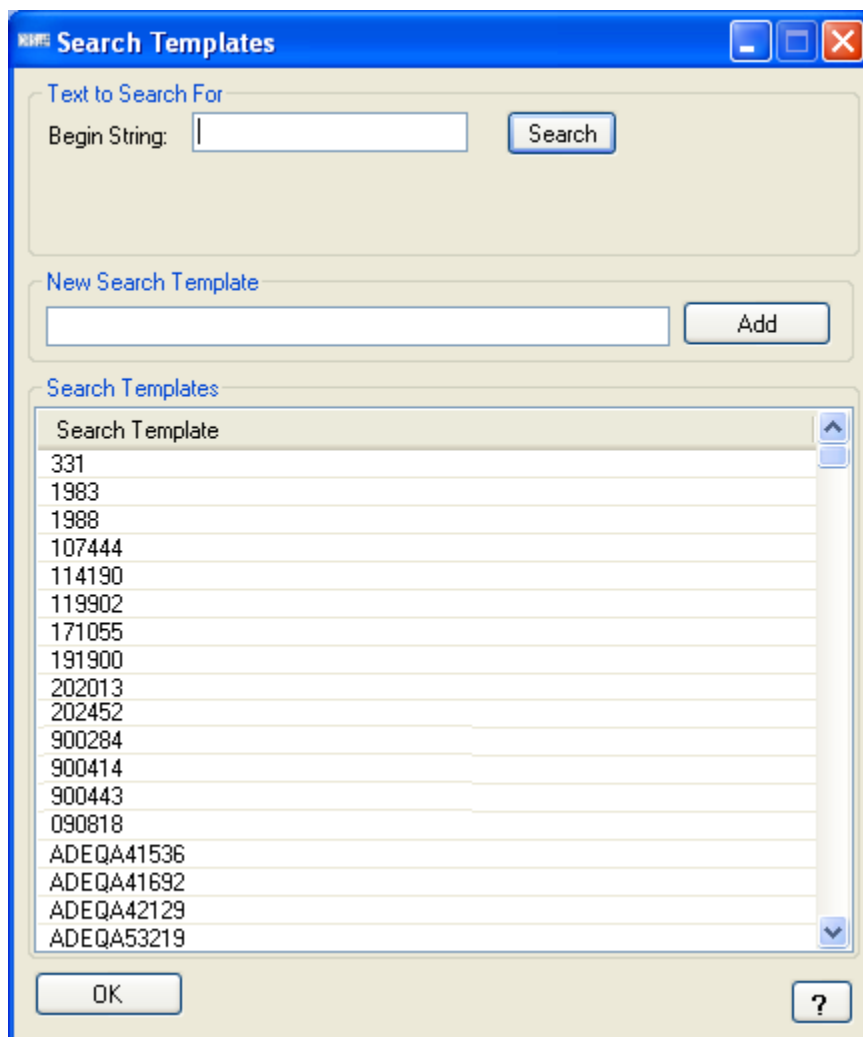 Search Templates
Text to Search For
Begin String: Search
New Search Template
Add
Search Templates
Search Template
331
1983
1988
107444
114190
119902
171055
191900
202013
202452
900284
900414
900443
090818
ADEQA41536
ADEQA41692
ADEQA42129
ADEQA53219
OK ?